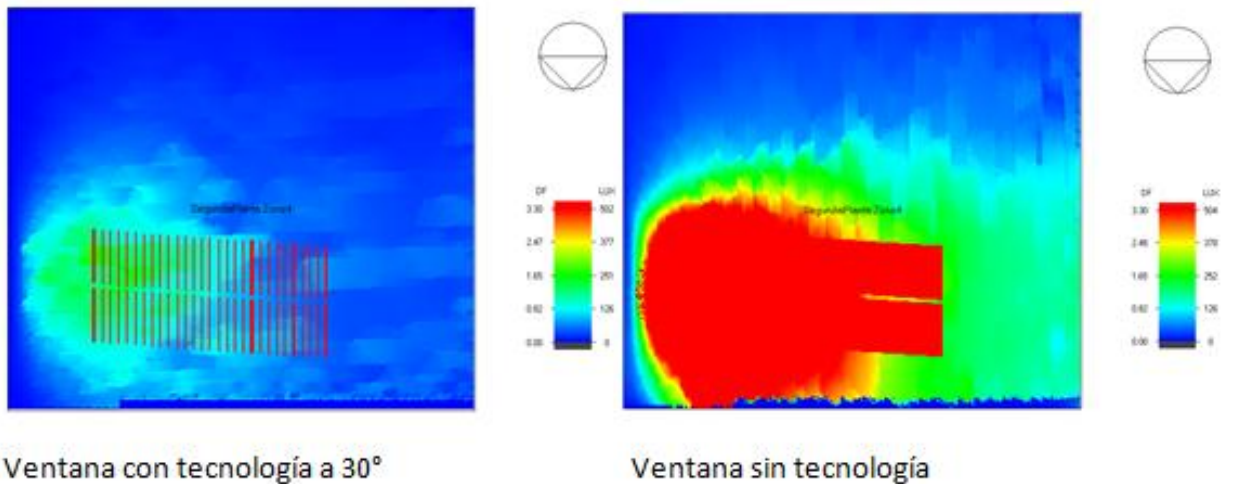 DF LUX
3.30 502
2.47 377
1.65 251
0.82 126
0.00 0
DF LUX
3.30 504
2.48 378
1.65 252
0.82 126
0.00 0
Ventana con tecnología a 30°
Ventana sin tecnología